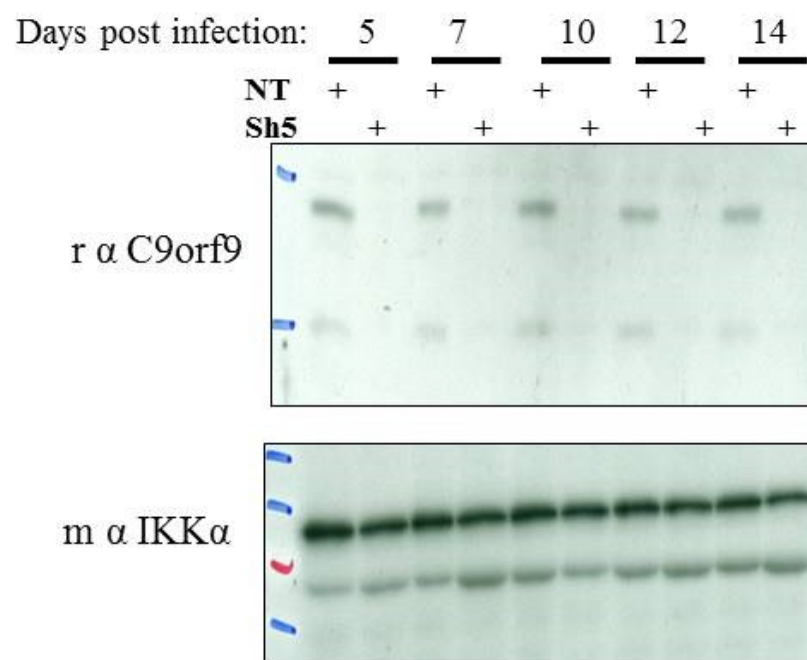 Days post infection: 5 7 10 12 14
NT + + + + +
Sh5 + + + + +
r α C9orf9
m α IKKα